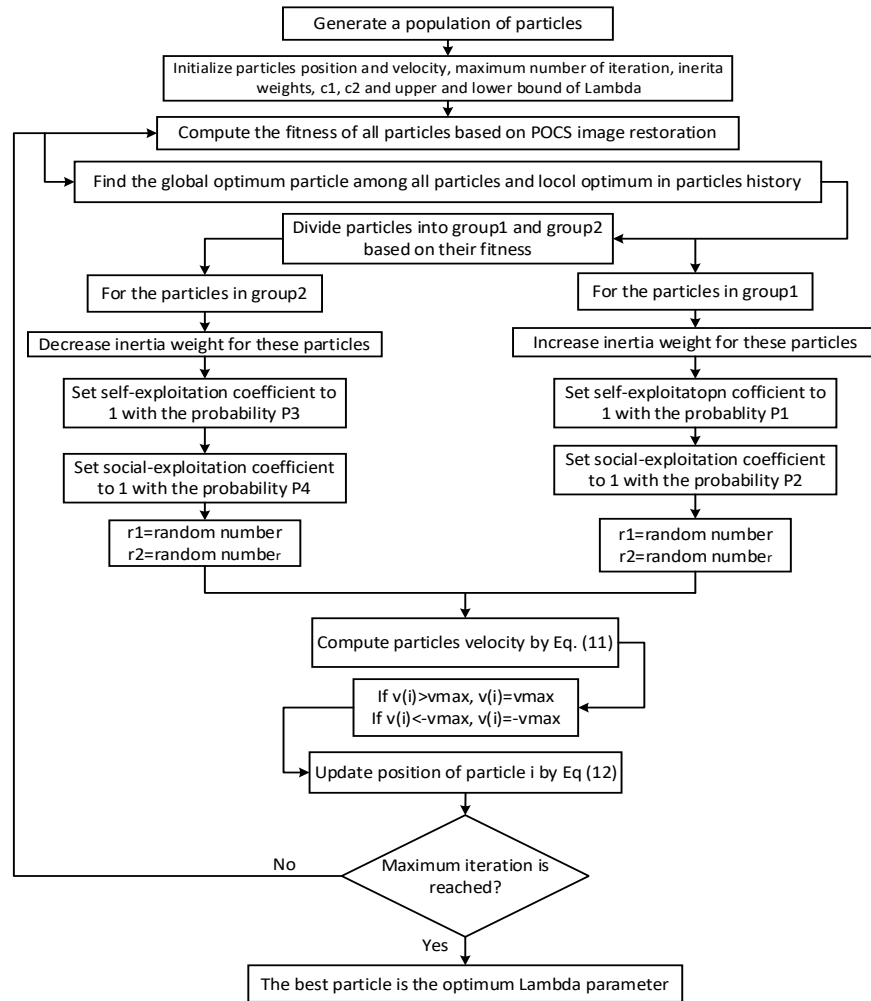 Generate a population of particles
Initialize particles position and velocity, maximum number of iteration, inerita
weights, c1, c2 and upper and lower bound of Lambda
Compute the fitness of all particles based on POCS image restoration
Find the global optimum particle among all particles and locol optimum in particles history
Divide particles into group1 and group2
based on their fitness
For the particles in group2
Decrease inertia weight for these particles
Set self-exploitation coefficient to
1 with the probability P3
Set social-exploitation coefficient
to 1 with the probability P4
r1=random number
r2=random numberr
For the particles in group1
Increase inertia weight for these particles
Set self-exploitatopn cofficient to
1 with the probablity P1
Set social-exploitation coefficient
to 1 with the probability P2
r1=random number
r2=random numberr
Compute particles velocity by Eq. (11)
If v(i)>vmax, v(i)=vmax
If v(i)<-vmax, v(i)=-vmax
Update position of particle i by Eq (12)
Maximum iteration is
reached?
No
Yes
The best particle is the optimum Lambda parameter